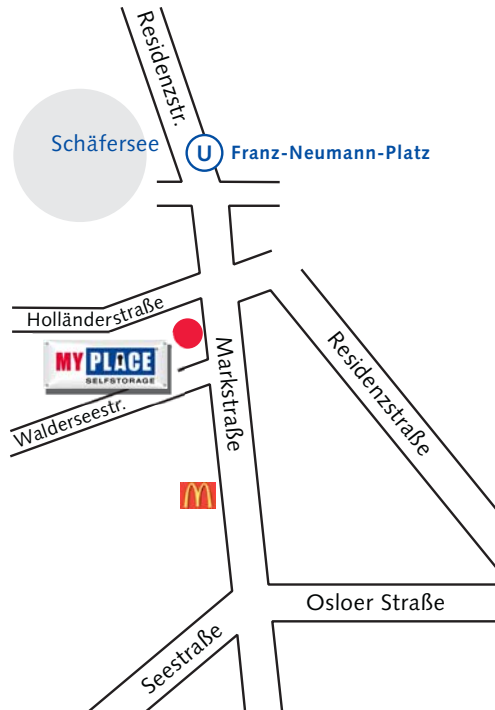 Residenzstr.
Schäfersee
U Franz-Neumann-Platz
Holländerstraße
MY PLACE
SELFSTORAGE
Walderseestr.
Markstraße
Residenzstraße
M
Osloer Straße
Seestraße